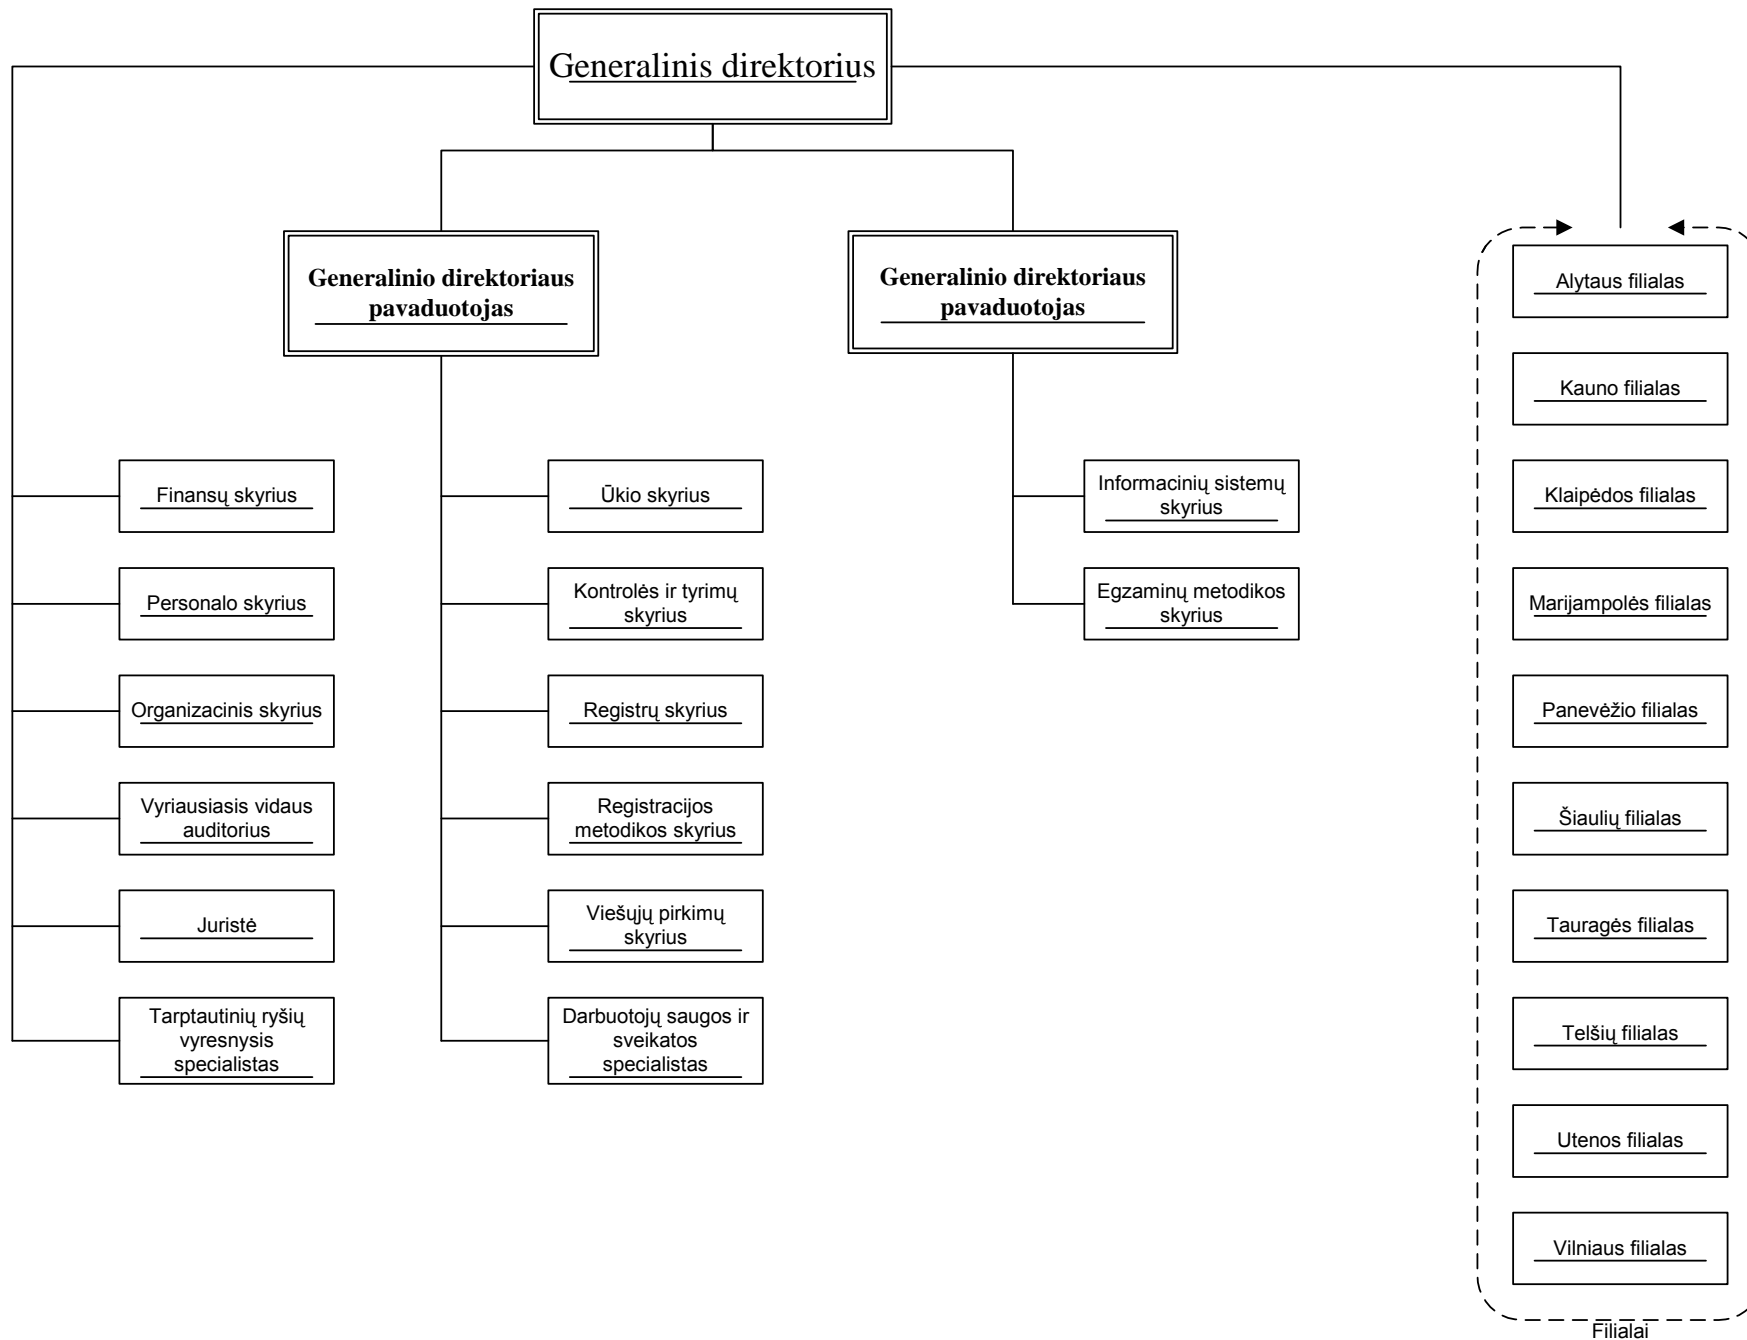 Generalinis direktorius
Generalinio direktoriaus
pavaduotojas
Generalinio direktoriaus
pavaduotojas
Finansų skyrius
Personalo skyrius
Organizacinis skyrius
Vyriausiasis vidaus
auditorius
Juristė
Tarptautinių ryšių
vyresnysis
specialistas
Ūkio skyrius
Kontrolės ir tyrimų
skyrius
Registrų skyrius
Registracijos
metodikos skyrius
Viešųjų pirkimų
skyrius
Darbuotojų saugos ir
sveikatos
specialistas
Informacinių sistemų
skyrius
Egzaminų metodikos
skyrius
Alytaus filialas
Kauno filialas
Klaipėdos filialas
Marijampolės filialas
Panevėžio filialas
Šiaulių filialas
Tauragės filialas
Telšių filialas
Utenos filialas
Vilniaus filialas
Filialai